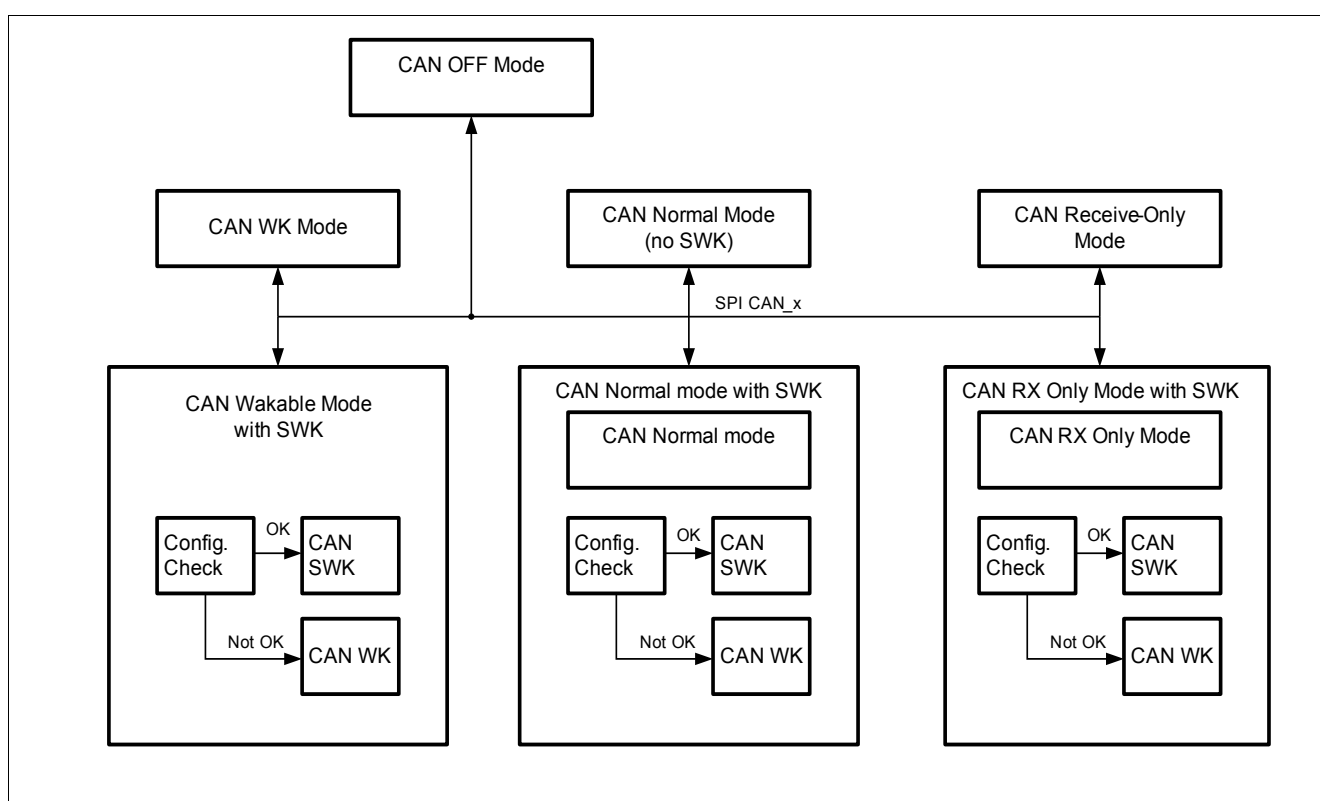 CAN OFF Mode
CAN WK Mode
CAN Normal Mode
(no SWK)
CAN Receive-Only
Mode
SPI CAN_x
CAN Wakable Mode
with SWK
Config.
Check
OK
CAN
SWK
Not OK
CAN WK
CAN Normal mode with SWK
CAN Normal mode
Config.
Check
OK
CAN
SWK
Not OK
CAN WK
CAN RX Only Mode with SWK
CAN RX Only Mode
Config.
Check
OK
CAN
SWK
Not OK
CAN WK